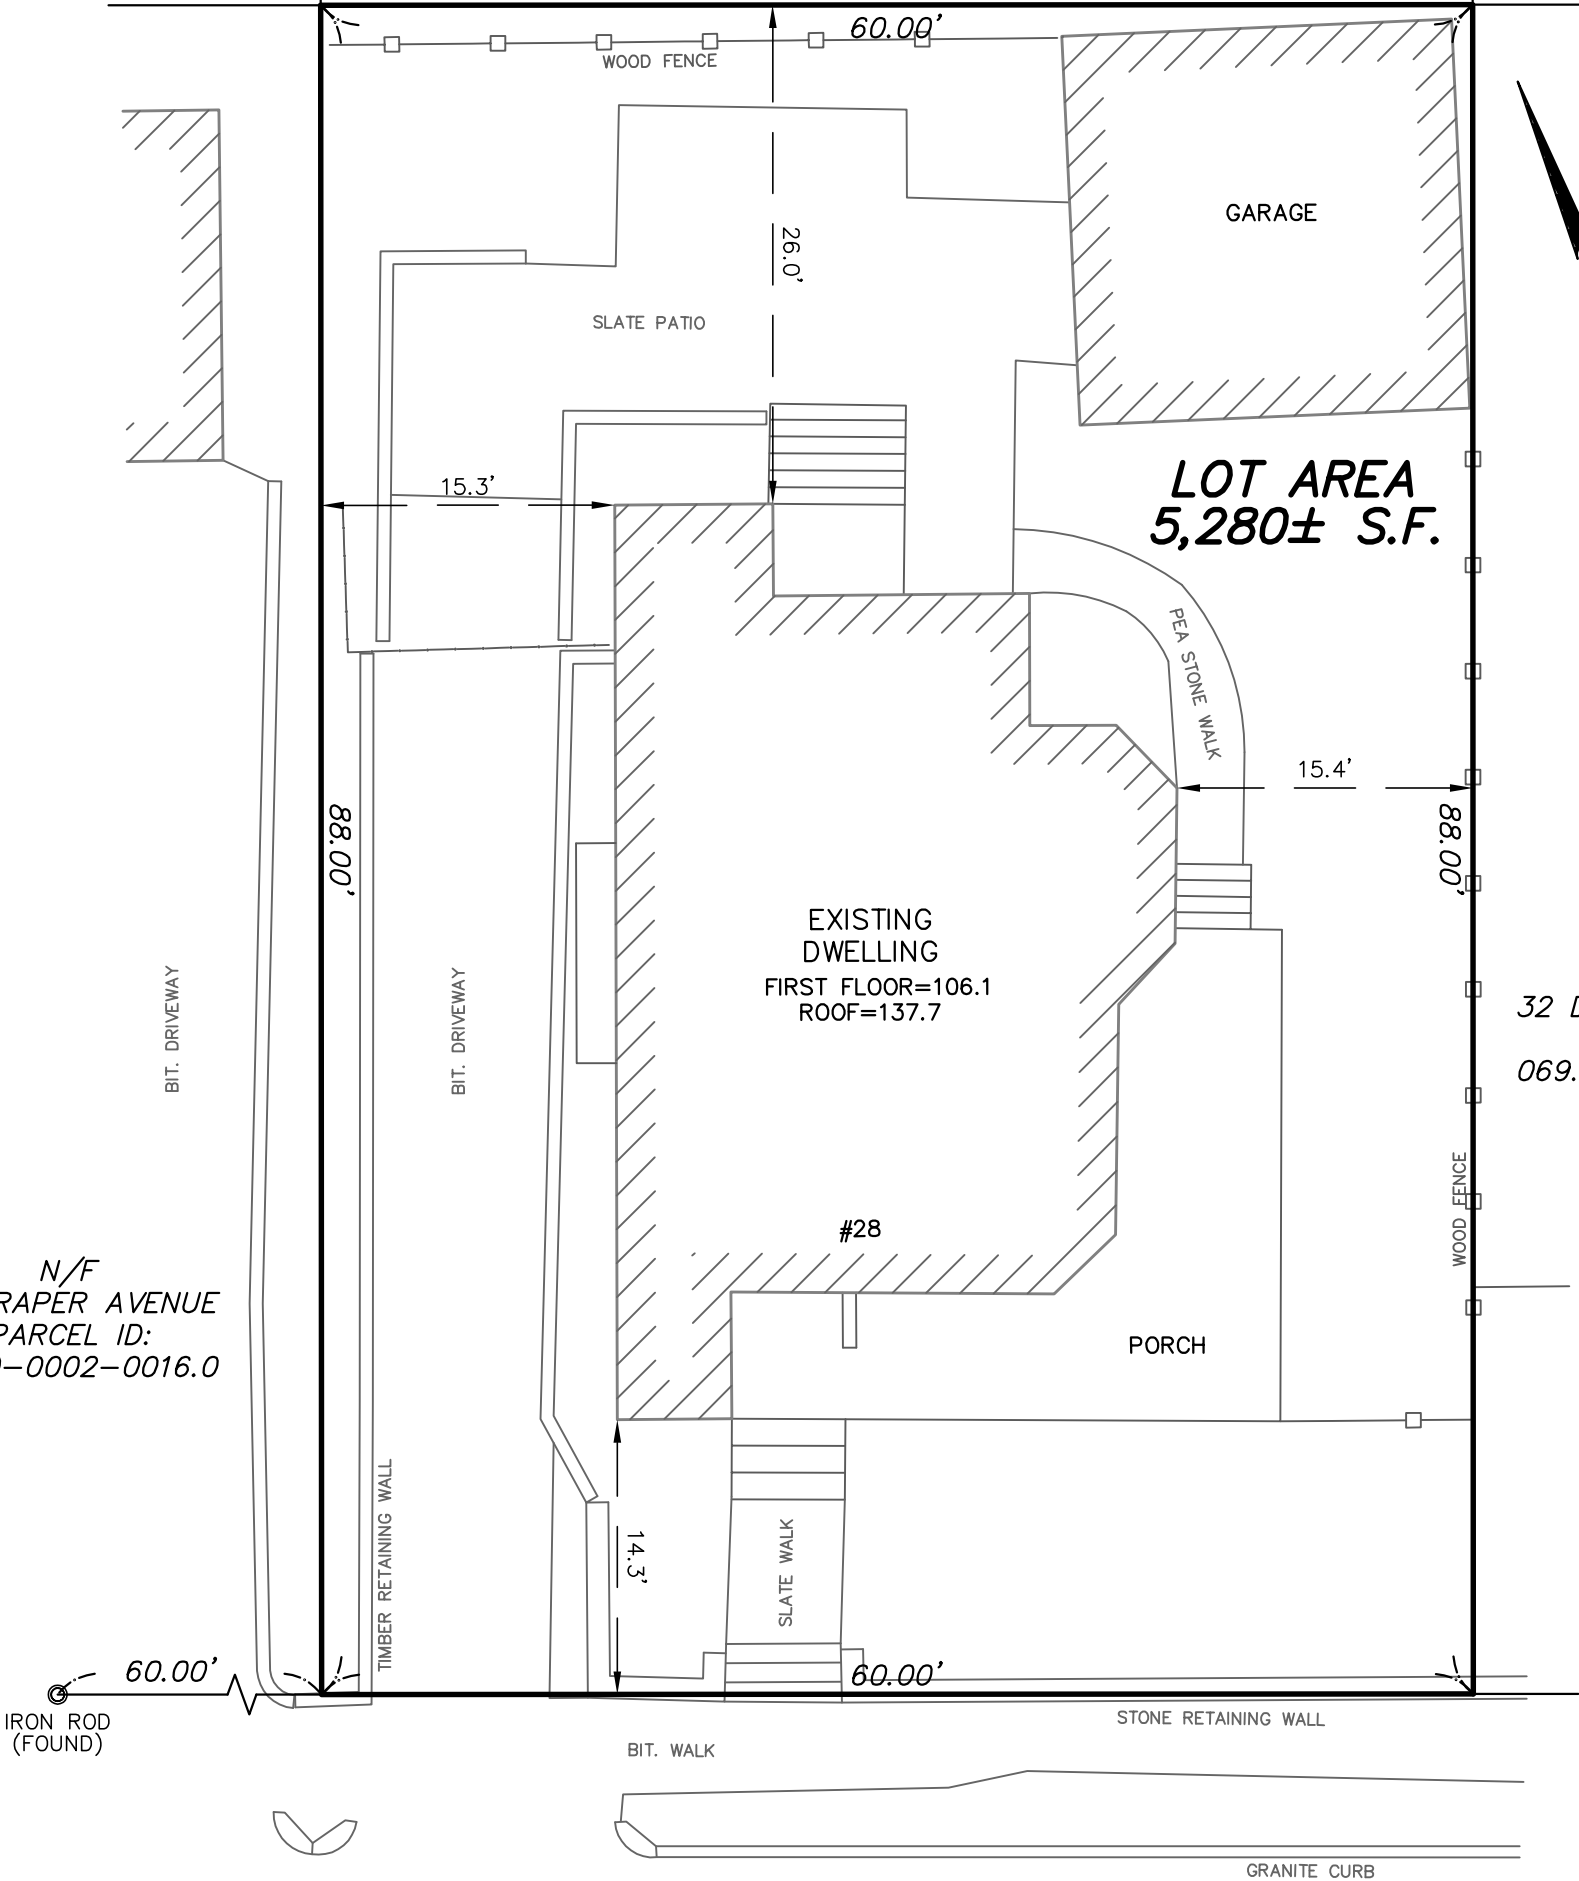 60.00'
WOOD FENCE
GARAGE
26.0'
SLATE PATIO
LOT AREA
5,280± S.F.
15.3'
PEA STONE WALK
15.4'
88.00'
88.00'
EXISTING
DWELLING
FIRST FLOOR=106.1
ROOF=137.7
BIT. DRIVEWAY
BIT. DRIVEWAY
32
069.
WOOD FENCE
#28
N/F
RAPER AVENUE
PARCEL ID:
-0002-0016.0
PORCH
TIMBER RETAINING WALL
14.3'
SLATE WALK
60.00'
60.00'
IRON ROD
(FOUND)
STONE RETAINING WALL
BIT. WALK
GRANITE CURB